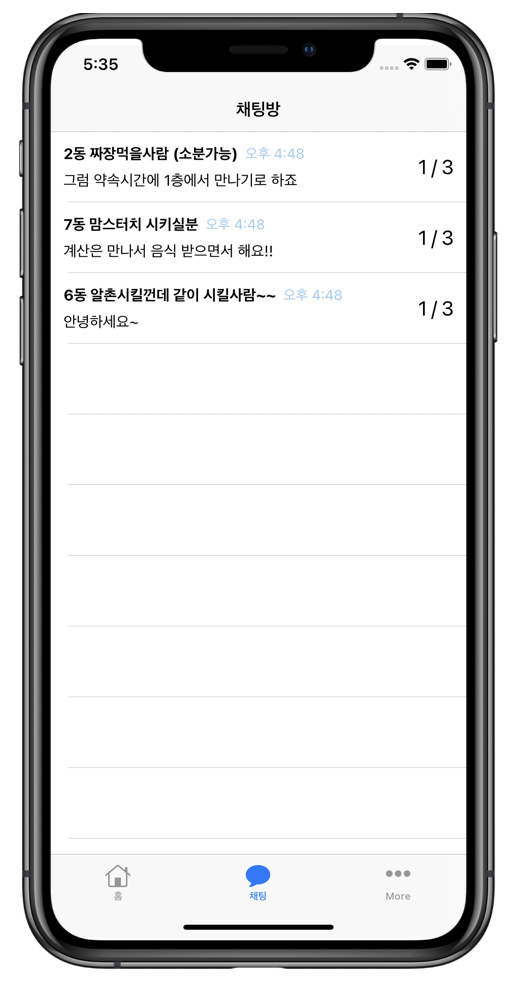 5:35
채팅방
2동 짜장먹을사람 (소분가능) 오후 4:48
그럼 약속시간에 1층에서 만나기로 하죠
1/3
7동 맘스터치 시키실분 오후 4:48
계산은 만나서 음식 받으면서 해요!!
1/3
6동 알촌시킬껀데 같이 시킬사람~~ 오후 4:48
안녕하세요~
1/3
홈
채팅
More